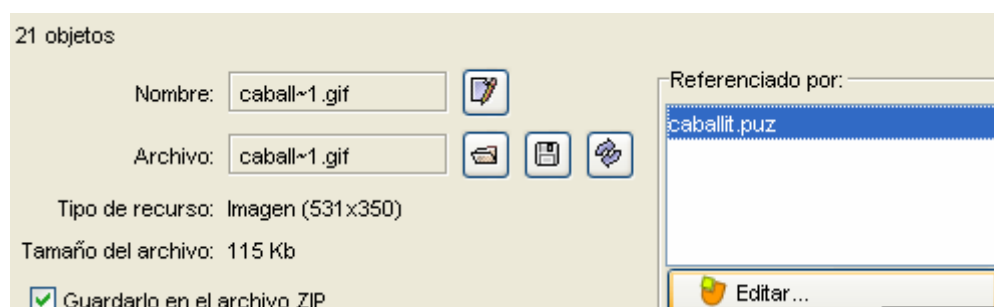 21 objetos
Nombre: caball~1.gif
Archivo: caball~1.gif
Tipo de recurso: Imagen (531x350)
Tamaño del archivo: 115 Kb
Guardarlo en el archivo ZIP
Referenciado por:
caballit.puz
Editar...